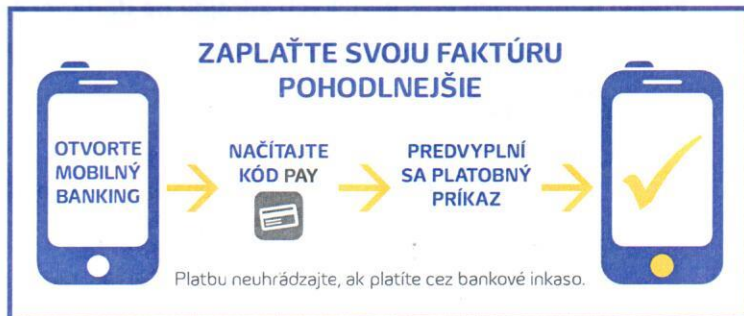 ZAPLAŤTE SVOJU FAKTÚRU
POHODLNEJŠIE
OTVORTE
MOBILNÝ
BANKING
NAČÍTAJTE
KÓD PAY
PREDVYPLNÍ
SA PLATOBNÝ
PRÍKAZ
Platbu neuhrádzajte, ak platíte cez bankové inkaso.